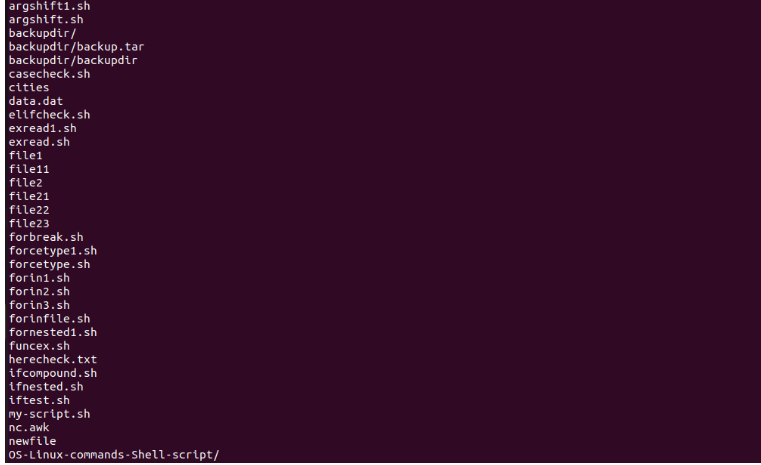 argshift1.sh
argshift.sh
backupdir/
backupdir/backup.tar
backupdir/backupdir
casecheck.sh
cities
data.dat
elifcheck.sh
exread1.sh
exread.sh
file1
file11
file2
file21
file22
file23
forbreak.sh
forcetype1.sh
forcetype.sh
forin1.sh
forin2.sh
forin3.sh
forinfile.sh
fornested1.sh
funcex.sh
herecheck.txt
ifcompound.sh
ifnested.sh
iftest.sh
my-script.sh
nc.awk
newfile
OS-Linux-commands-Shell-script/